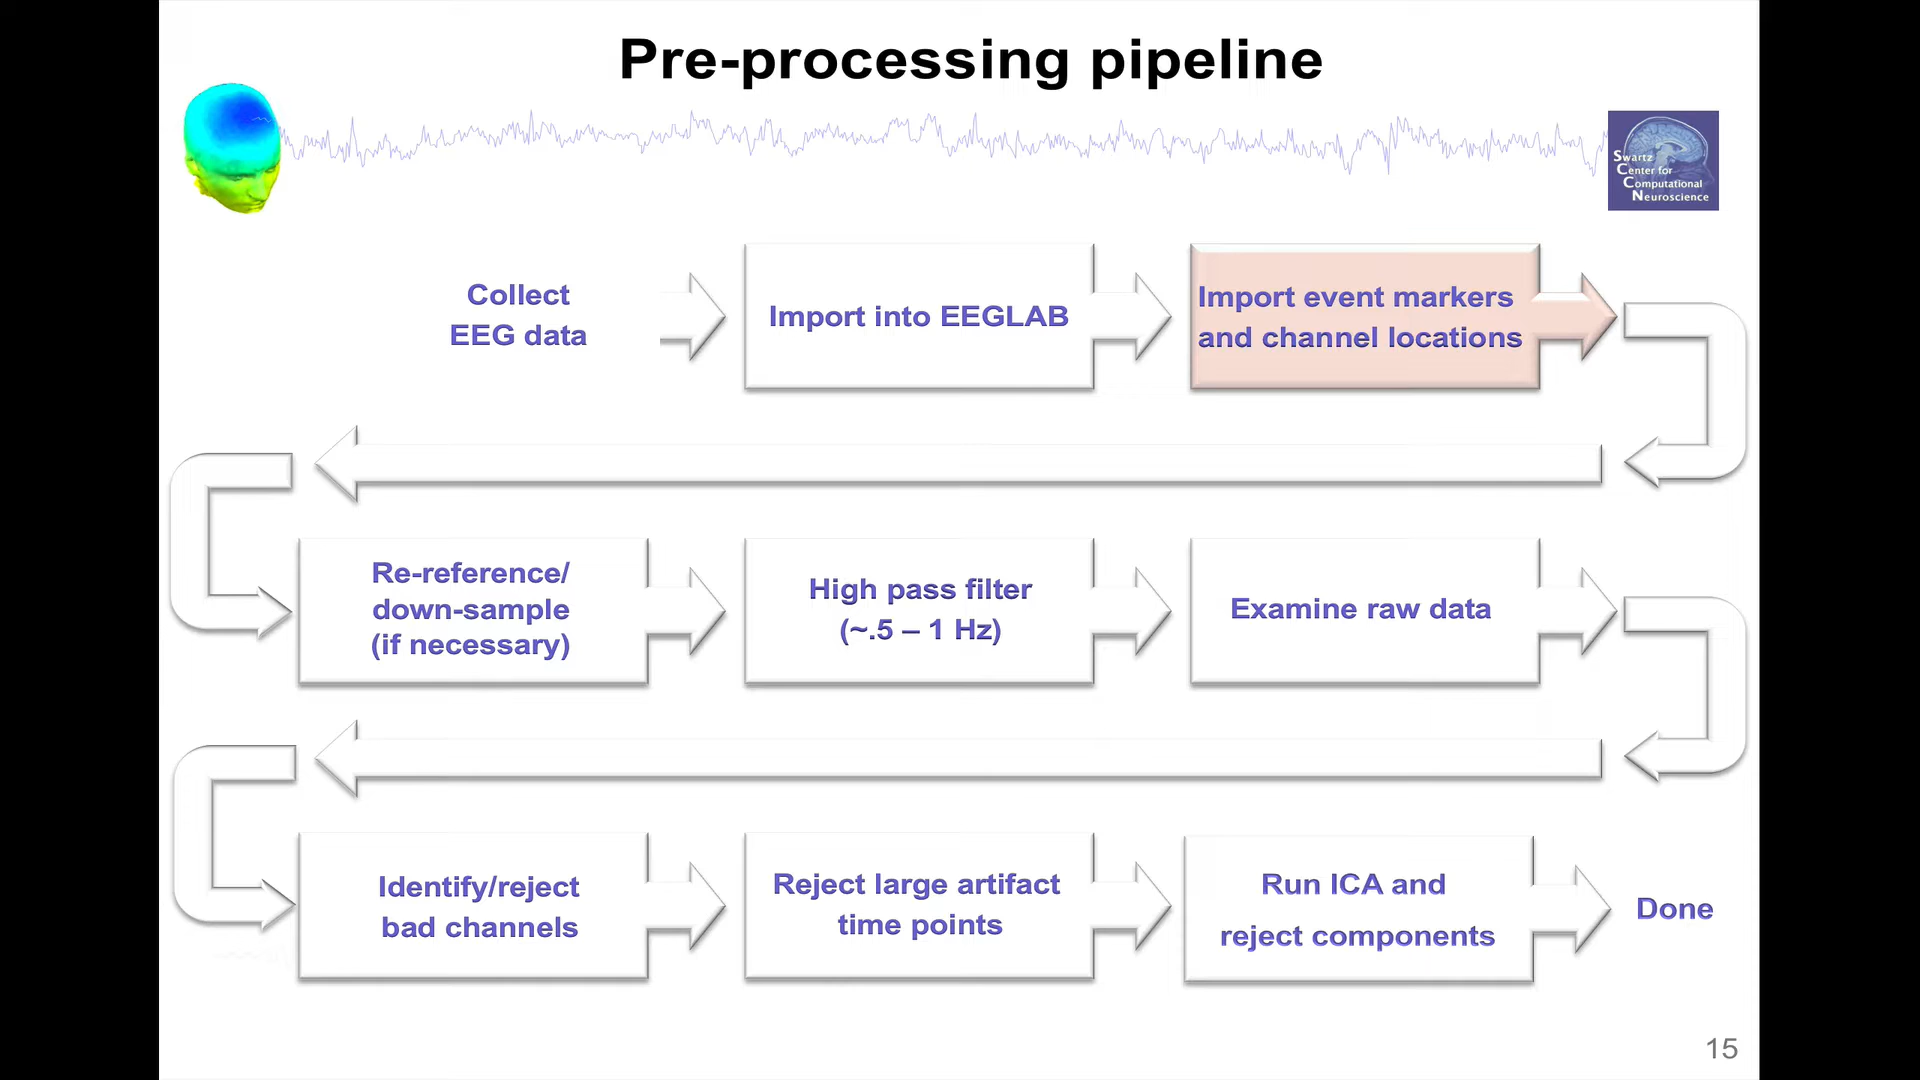 Pre-processing pipeline
Swartz
Center for
Computational
Neuroscience
Collect
EEG data
Import into EEGLAB
Import event markers
and channel locations
Re-reference/
down-sample
(if necessary)
High pass filter
(~.5 – 1 Hz)
Examine raw data
Identify/reject
bad channels
Reject large artifact
time points
Run ICA and
reject components
Done
15